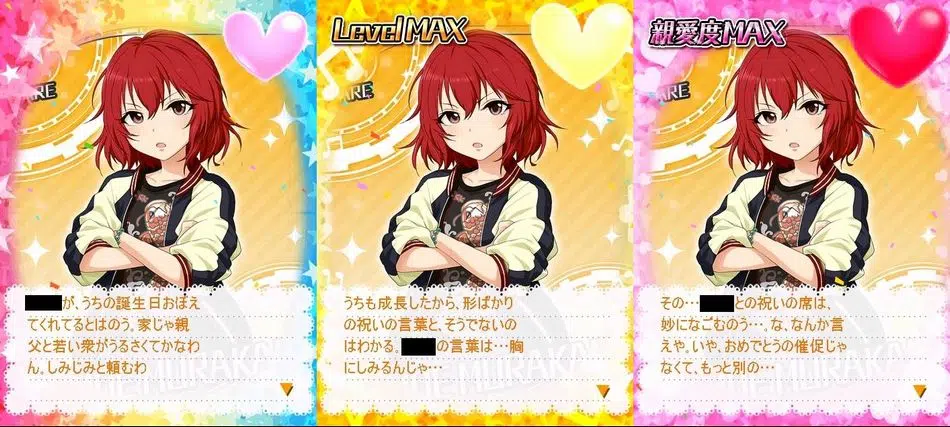 ARE
が、うちの誕生日おぼえ
てくれてるとはのう。家じゃ親
父と若い衆がうるさくてかなわ
ん。しみじみと頼むわ
Level MAX
ARE
うちも成長したから、形ばかり
の祝いの言葉と、そうでないの
はわかる。の言葉は…胸
にしみるんじゃ…
親愛度MAX
ARE
その…との祝いの席は、
妙になごむのう…。な、なんか言
えや。いや、おめでとうの催促じゃ
なくて、もっと別の…